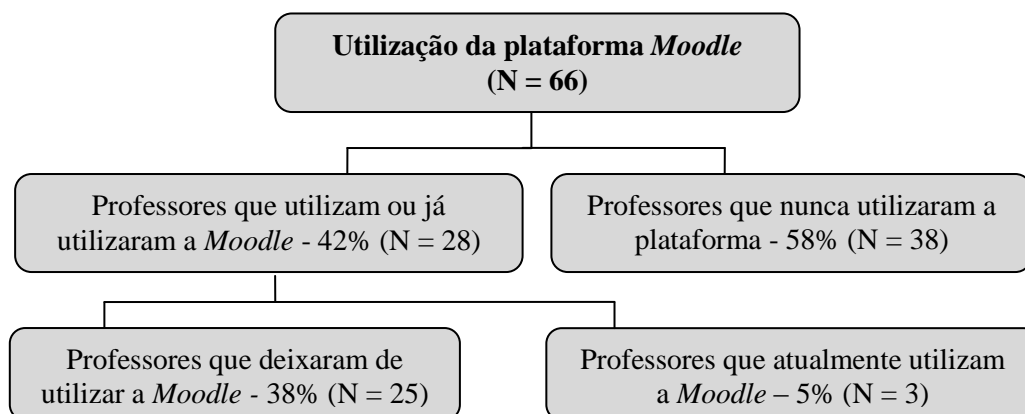 Utilização da plataforma Moodle
(N = 66)
Professores que utilizam ou já
utilizaram a Moodle - 42% (N = 28)
Professores que nunca utilizaram a
plataforma - 58% (N = 38)
Professores que deixaram de
utilizar a Moodle - 38% (N = 25)
Professores que atualmente utilizam
a Moodle – 5% (N = 3)